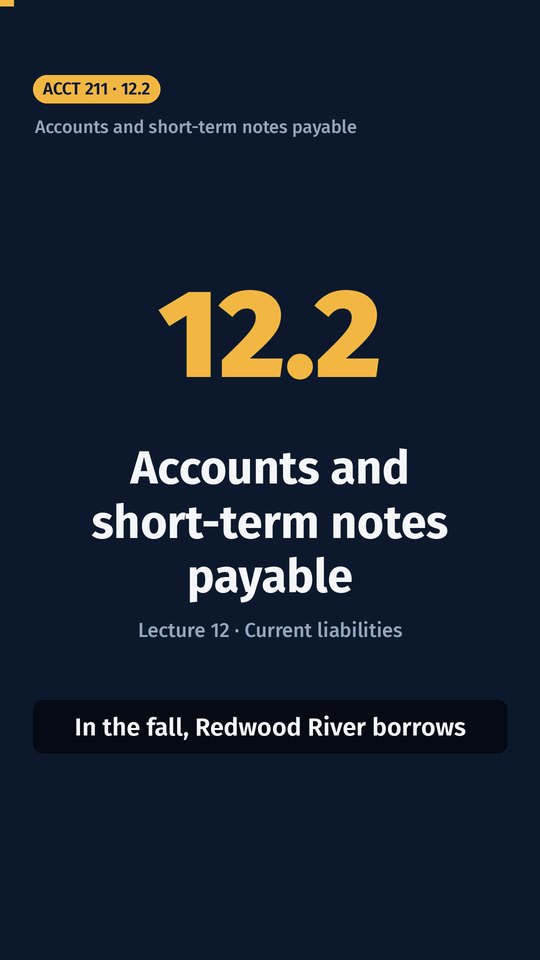 ACCT 211 · 12.2
Accounts and short-term notes payable
12.2
Accounts and
short-term notes
payable
Lecture 12 · Current liabilities
In the fall, Redwood River borrows